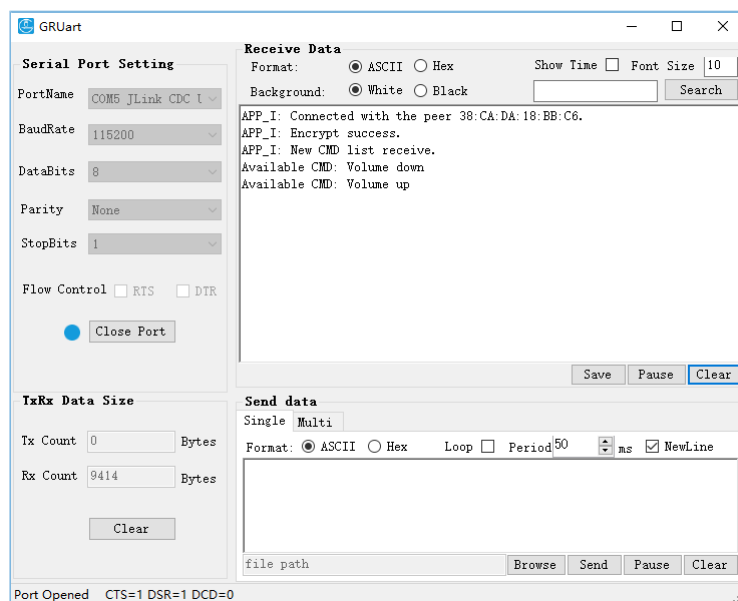 GRUart
Serial Port Setting
PortName COM5 JLink CDC U
BaudRate 115200
DataBits 8
Parity None
StopBits 1
Flow Control RTS DTR
Close Port
TxRx Data Size
Tx Count 0 Bytes
Rx Count 9414 Bytes
Clear
Receive Data
Format: ASCII Hex Show Time Font Size 10
Background: White Black Search
APP_I: Connected with the peer 38:CA:DA:18:BB:C6.
APP_I: Encrypt success.
APP_I: New CMD list receive.
Available CMD: Volume down
Available CMD: Volume up
Save Pause Clear
Send data
Single Multi
Format: ASCII Hex Loop Period 50 ms NewLine
file path Browse Send Pause Clear
Port Opened CTS=1 DSR=1 DCD=0